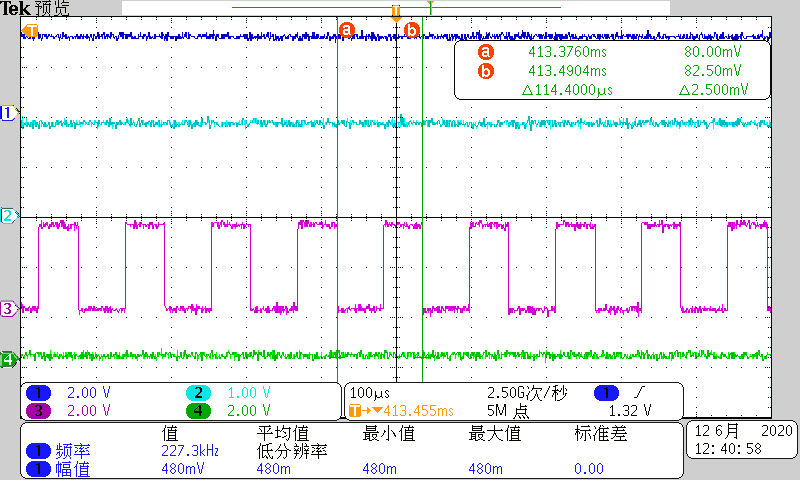 Tek 预览
T
T
a b
a 413.3760ms 80.00mV
b 413.4904ms 82.50mV
△114.4000µs △2.500mV
1
2
3
4
1 2.00 V 2 1.00 V
3 2.00 V 4 2.00 V
100µs 2.50G次/秒 1
T→▼413.455ms 5M 点 1.32 V
值 平均值 最小值 最大值 标准差
1 频率 227.3kHz 低分辨率
1 幅值 480mV 480m 480m 480m 0.00
12 6月 2020
12: 40: 58